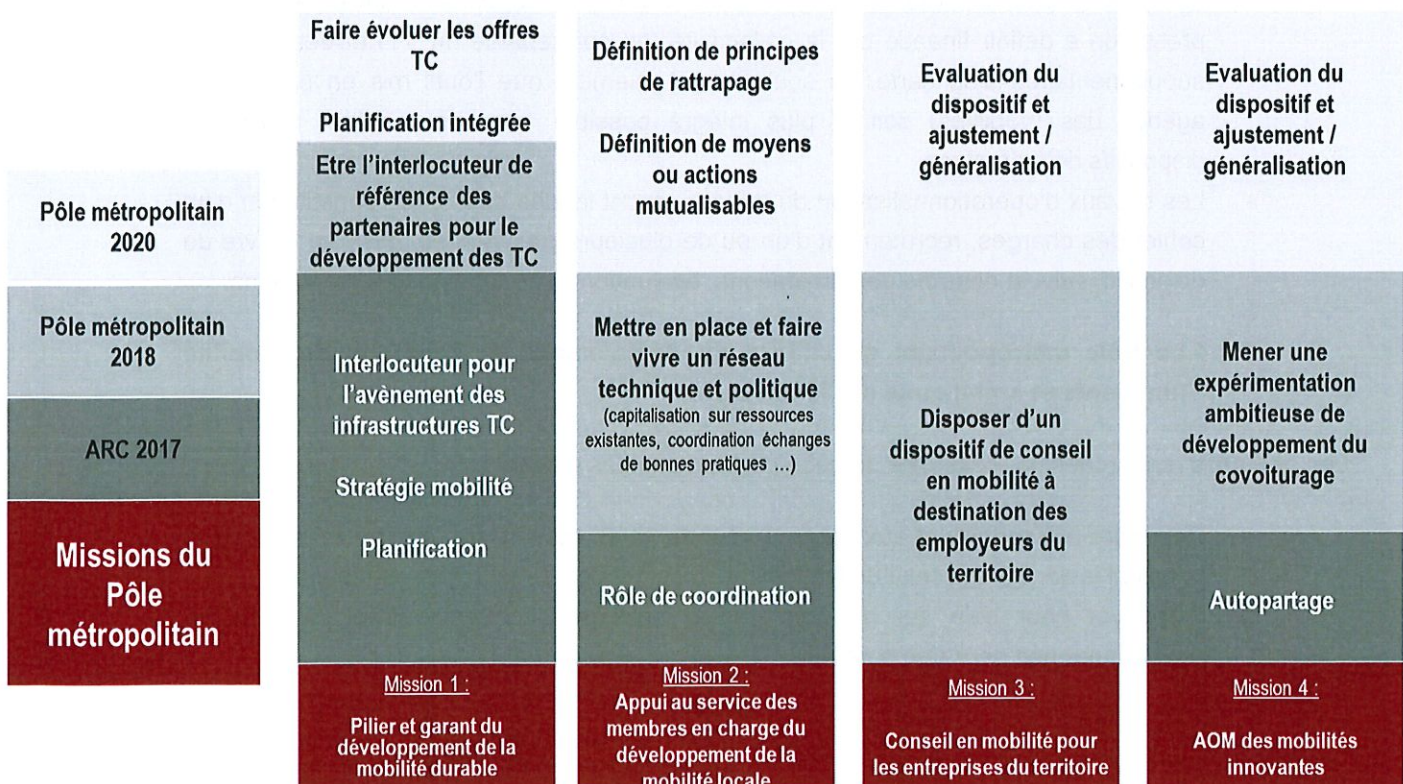 Pôle métropolitain
2020
Pôle métropolitain
2018
ARC 2017
Missions du
Pôle
métropolitain
Faire évoluer les offres
TC
Planification intégrée
Etre l'interlocuteur de
référence des
partenaires pour le
développement des TC
Interlocuteur pour
l'avènement des
infrastructures TC
Stratégie mobilité
Planification
Mission 1 :
Pilier et garant du
développement de la
mobilité durable
Définition de principes
de rattrapage
Définition de moyens
ou actions
mutualisables
Mettre en place et faire
vivre un réseau
technique et politique
(capitalisation sur ressources
existantes, coordination échanges
de bonnes pratiques ...)
Rôle de coordination
Mission 2 :
Appui au service des
membres en charge du
développement de la
mobilité locale
Evaluation du
dispositif et
ajustement /
généralisation
Disposer d'un
dispositif de conseil
en mobilité à
destination des
employeurs du
territoire
Mission 3 :
Conseil en mobilité pour
les entreprises du territoire
Evaluation du
dispositif et
ajustement /
généralisation
Mener une
expérimentation
ambitieuse de
développement du
covoiturage
Autopartage
Mission 4 :
AOM des mobilités
innovantes